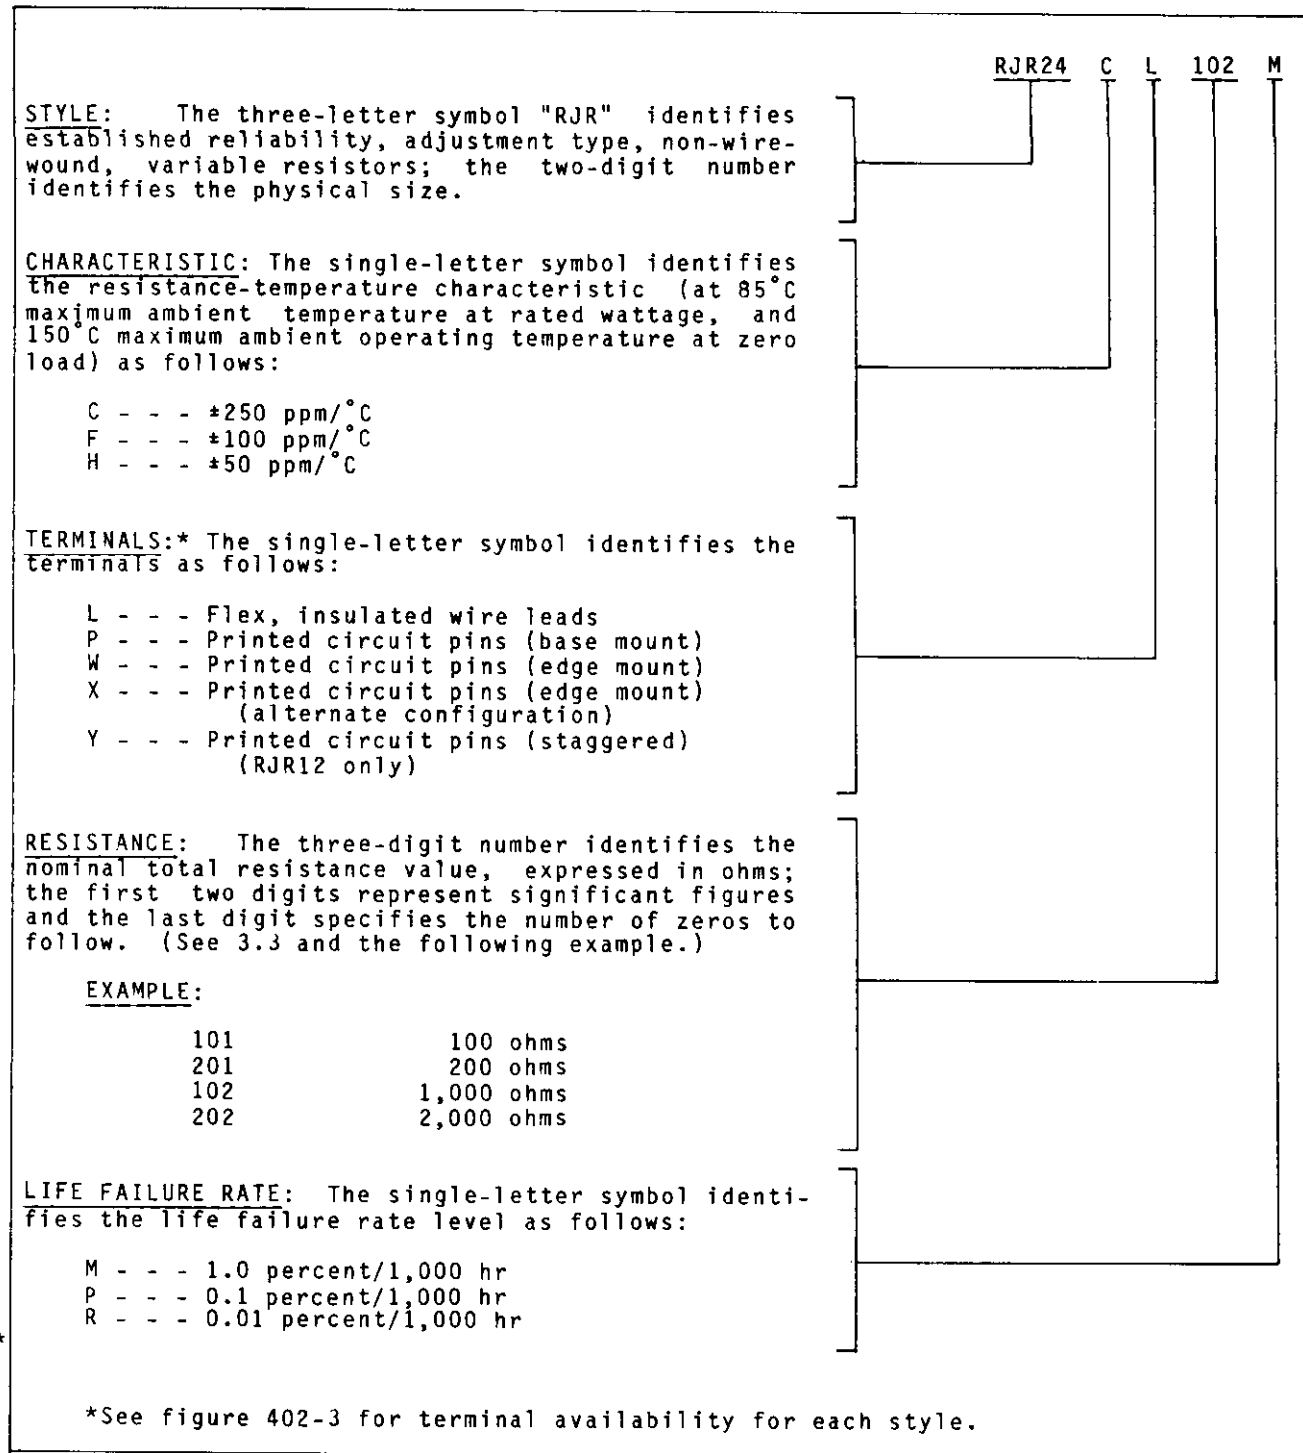 RJR24 C L 102 M
STYLE: The three-letter symbol "RJR" identifies
established reliability, adjustment type, non-wire-
wound, variable resistors; the two-digit number
identifies the physical size.
CHARACTERISTIC: The single-letter symbol identifies
the resistance-temperature characteristic (at 85°C
maximum ambient temperature at rated wattage, and
150°C maximum ambient operating temperature at zero
load) as follows:
C - - - ±250 ppm/°C
F - - - ±100 ppm/°C
H - - - ±50 ppm/°C
TERMINALS:* The single-letter symbol identifies the
terminals as follows:
L - - - Flex, insulated wire leads
P - - - Printed circuit pins (base mount)
W - - - Printed circuit pins (edge mount)
X - - - Printed circuit pins (edge mount)
(alternate configuration)
Y - - - Printed circuit pins (staggered)
(RJR12 only)
RESISTANCE: The three-digit number identifies the
nominal total resistance value, expressed in ohms;
the first two digits represent significant figures
and the last digit specifies the number of zeros to
follow. (See 3.3 and the following example.)
EXAMPLE:
101 100 ohms
201 200 ohms
102 1,000 ohms
202 2,000 ohms
LIFE FAILURE RATE: The single-letter symbol identi-
fies the life failure rate level as follows:
M - - - 1.0 percent/1,000 hr
P - - - 0.1 percent/1,000 hr
R - - - 0.01 percent/1,000 hr
*
*See figure 402-3 for terminal availability for each style.